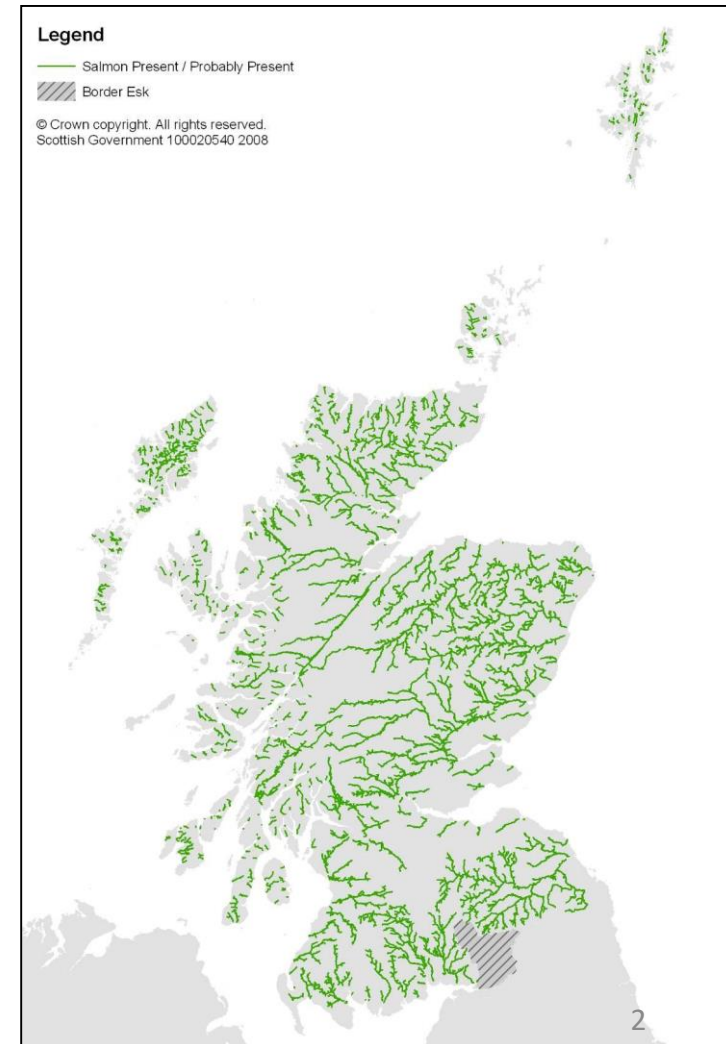 Legend
Salmon Present / Probably Present
Border Esk
© Crown copyright. All rights reserved.
Scottish Government 100020540 2008
2